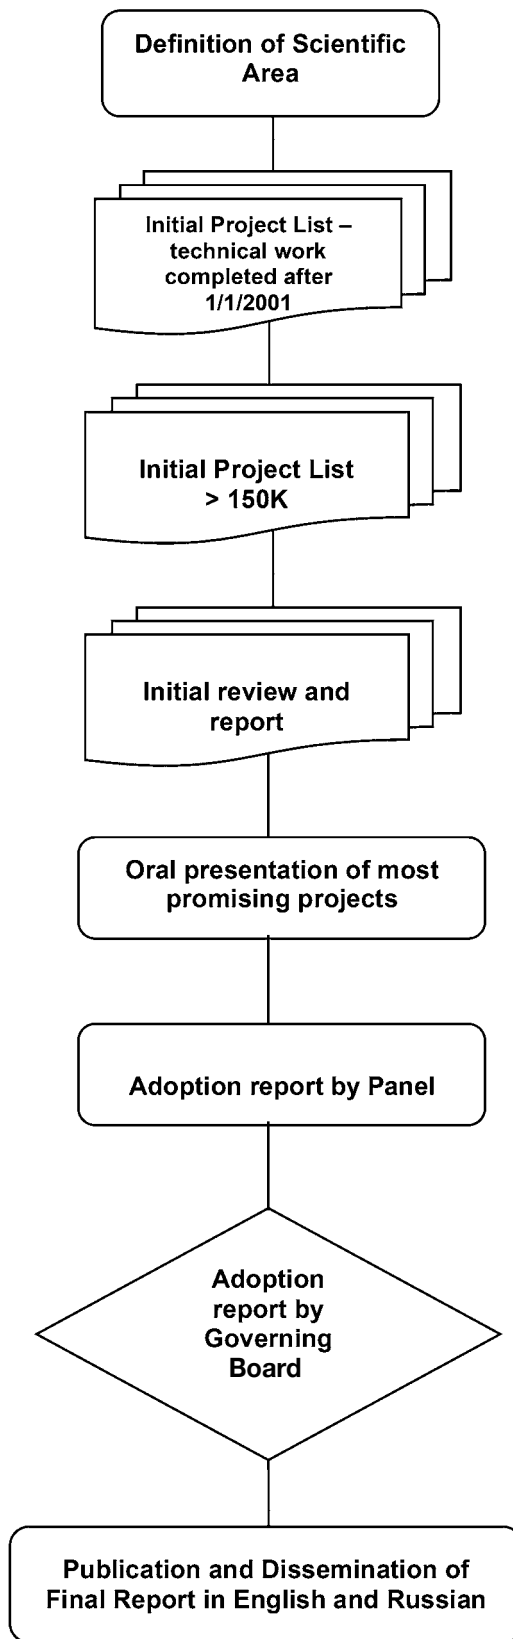 Definition of Scientific
Area
Initial Project List –
technical work
completed after
1/1/2001
Initial Project List
> 150K
Initial review and
report
Oral presentation of most
promising projects
Adoption report by Panel
Adoption
report by
Governing
Board
Publication and Dissemination of
Final Report in English and Russian